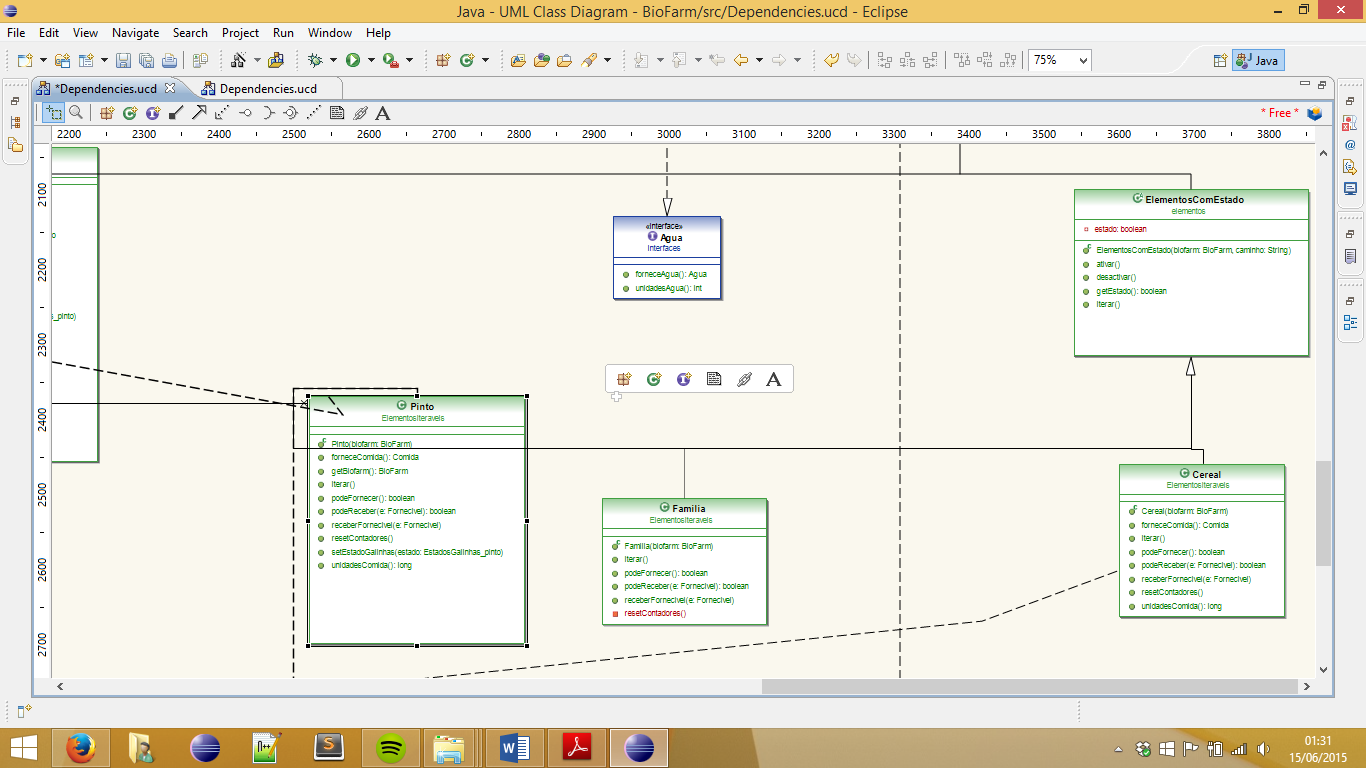 Java - UML Class Diagram - BioFarm/src/Dependencies.ucd - Eclipse
File Edit View Navigate Search Project Run Window Help
75%
Java
*Dependencies.ucd
Dependencies.ucd
* Free *
2200 2300 2400 2500 2600 2700 2800 2900 3000 3100 3200 3300 3400 3500 3600 3700 3800
2100
2200
2300
2400
2500
2600
2700
s_pinto)
«interface»
Agua
interfaces
forneceAgua(): Agua
unidadesAgua(): int
ElementosComEstado
elementos
estado: boolean
ElementosComEstado(biofarm: BioFarm, caminho: String)
ativar()
desactivar()
getEstado(): boolean
iterar()
Pinto
ElementosIteraveis
Pinto(biofarm: BioFarm)
forneceComida(): Comida
getBiofarm(): BioFarm
iterar()
podeFornecer(): boolean
podeReceber(e: Fornecivel): boolean
receberFornecivel(e: Fornecivel)
resetContadores()
setEstadoGalinhas(estado: EstadosGalinhas_pinto)
unidadesComida(): long
Familia
ElementosIteraveis
Familia(biofarm: BioFarm)
iterar()
podeFornecer(): boolean
podeReceber(e: Fornecivel): boolean
receberFornecivel(e: Fornecivel)
resetContadores()
Cereal
ElementosIteraveis
Cereal(biofarm: BioFarm)
forneceComida(): Comida
iterar()
podeFornecer(): boolean
podeReceber(e: Fornecivel): boolean
receberFornecivel(e: Fornecivel)
resetContadores()
unidadesComida(): long
01:31
15/06/2015